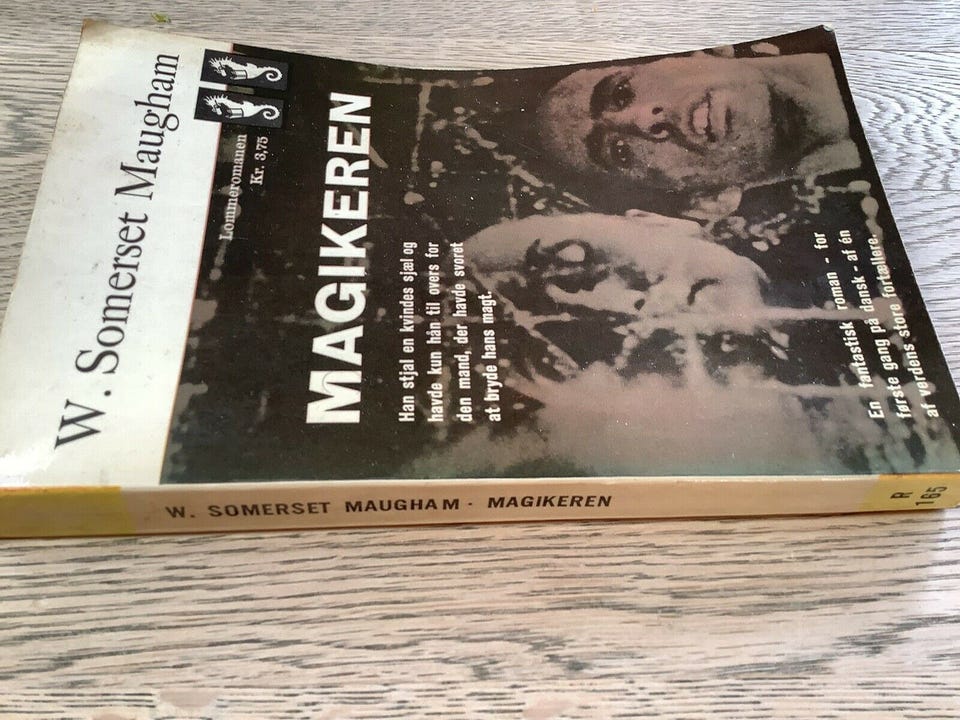 W. Somerset Maugham
Lommeromanen
Kr. 3,75
MAGIKEREN
Han stjal en kvindes sjæl og
havde kun hån til overs for
den mand, der havde svoret
at bryde hans magt.
En fantastisk roman - for
første gang på dansk - af én
af verdens store fortællere.
W. SOMERSET MAUGHAM · MAGIKEREN
R
165